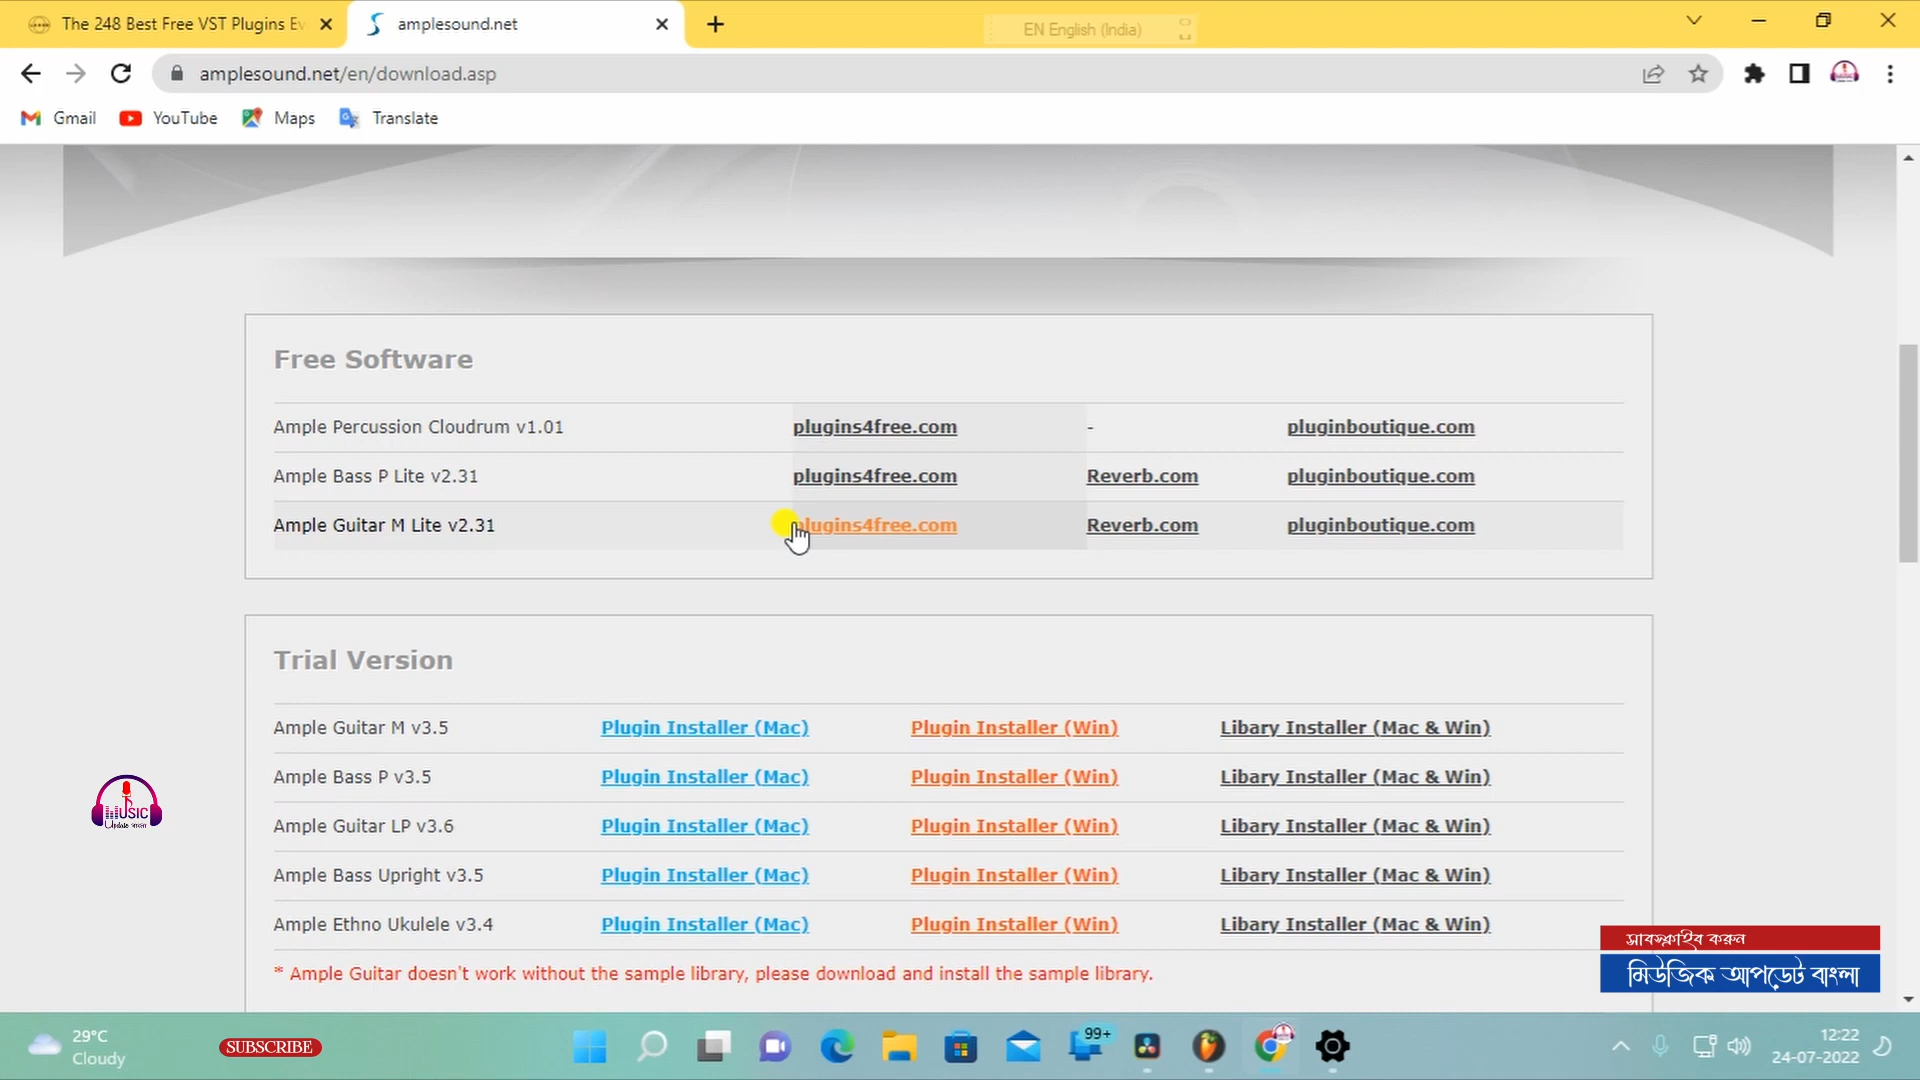 The 248 Best Free VST Plugins Ev
amplesound.net
EN English (India)
amplesound.net/en/download.asp
Gmail YouTube Maps Translate
Free Software
Ample Percussion Cloudrum v1.01 plugins4free.com - pluginboutique.com
Ample Bass P Lite v2.31 plugins4free.com Reverb.com pluginboutique.com
Ample Guitar M Lite v2.31 plugins4free.com Reverb.com pluginboutique.com
Trial Version
Ample Guitar M v3.5 Plugin Installer (Mac) Plugin Installer (Win) Libary Installer (Mac & Win)
Ample Bass P v3.5 Plugin Installer (Mac) Plugin Installer (Win) Libary Installer (Mac & Win)
Ample Guitar LP v3.6 Plugin Installer (Mac) Plugin Installer (Win) Libary Installer (Mac & Win)
Ample Bass Upright v3.5 Plugin Installer (Mac) Plugin Installer (Win) Libary Installer (Mac & Win)
Ample Ethno Ukulele v3.4 Plugin Installer (Mac) Plugin Installer (Win) Libary Installer (Mac & Win)
* Ample Guitar doesn't work without the sample library, please download and install the sample library.
MUSIC
Update বাংলা
সাবস্ক্রাইব করুন
মিউজিক আপডেট বাংলা
29°C
Cloudy
SUBSCRIBE
99+
12:22
24-07-2022